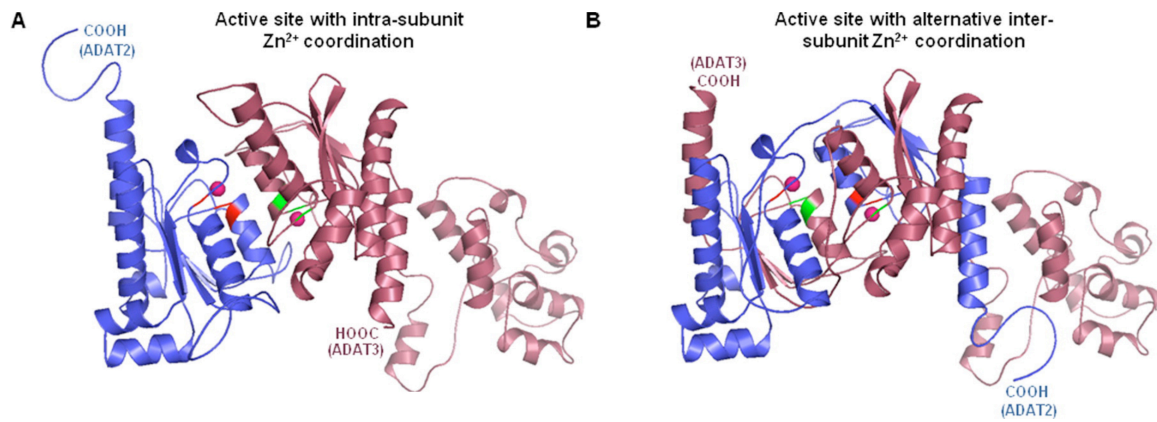 A
Active site with intra-subunit
Zn²⁺ coordination
COOH
(ADAT2)
HOOC
(ADAT3)
B
Active site with alternative inter-
subunit Zn²⁺ coordination
(ADAT3)
COOH
COOH
(ADAT2)